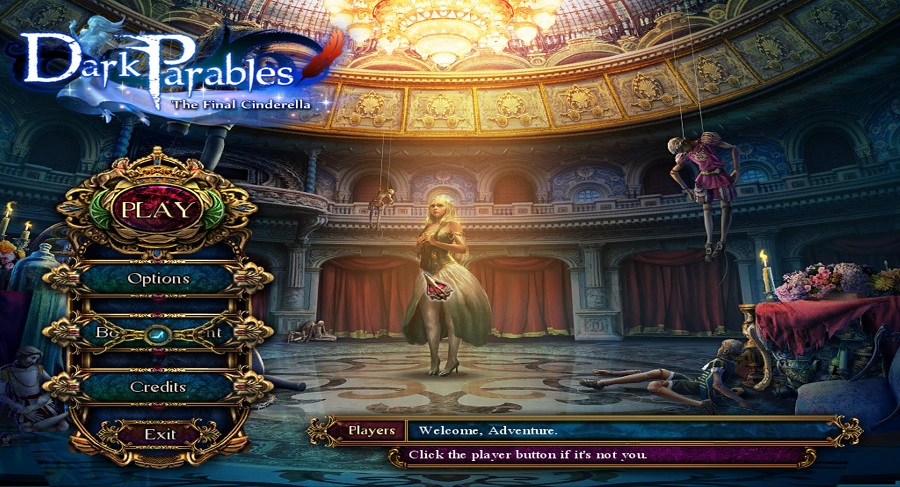 Dark Parables
The Final Cinderella
PLAY
Options
Credits
Exit
Players Welcome, Adventure.
Click the player button if it's not you.